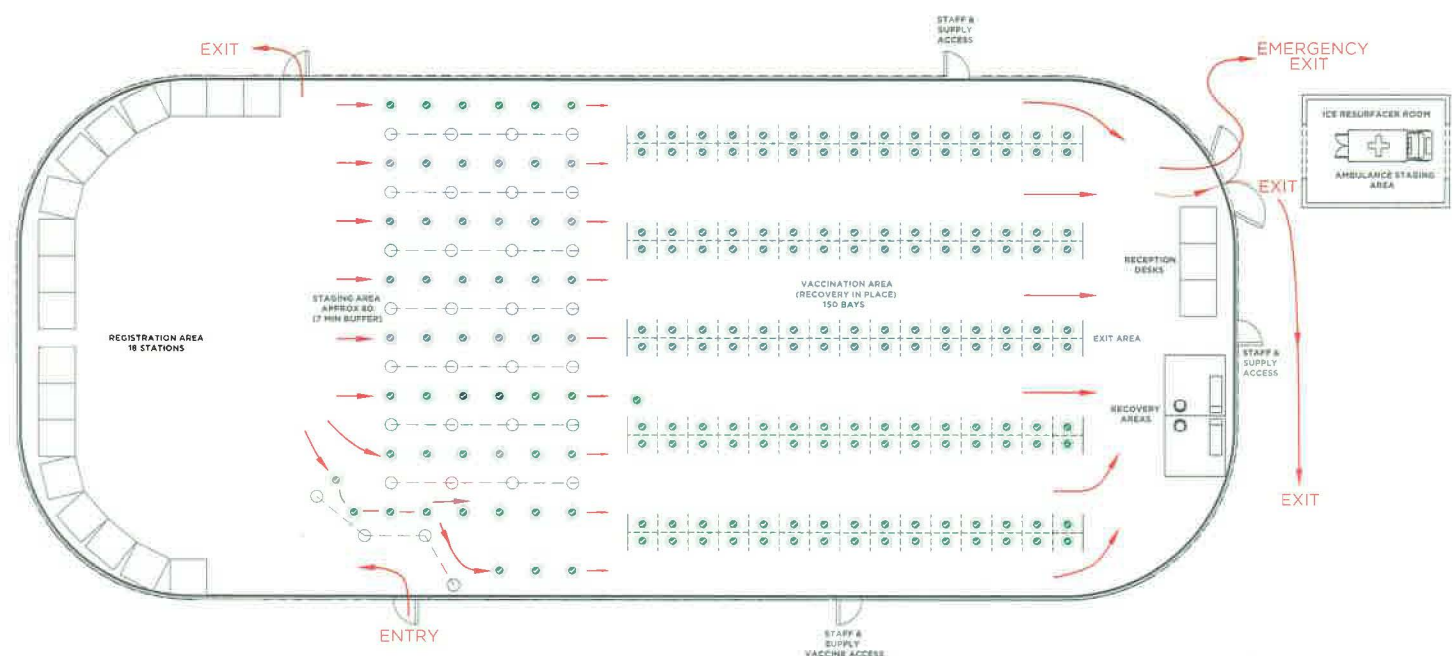 STAFF &
SUPPLY
ACCESS
EXIT
EMERGENCY
EXIT
ICE RESURFACER ROOM
AMBULANCE STAGING
AREA
EXIT
RECEPTION
DESKS
VACCINATION AREA
(RECOVERY IN PLACE)
150 BAYS
STAGING AREA
APPROX 80
(7 MIN BUFFER)
REGISTRATION AREA
18 STATIONS
EXIT AREA
STAFF &
SUPPLY
ACCESS
RECOVERY
AREAS
EXIT
ENTRY
STAFF &
SUPPLY
VACCINE ACCESS